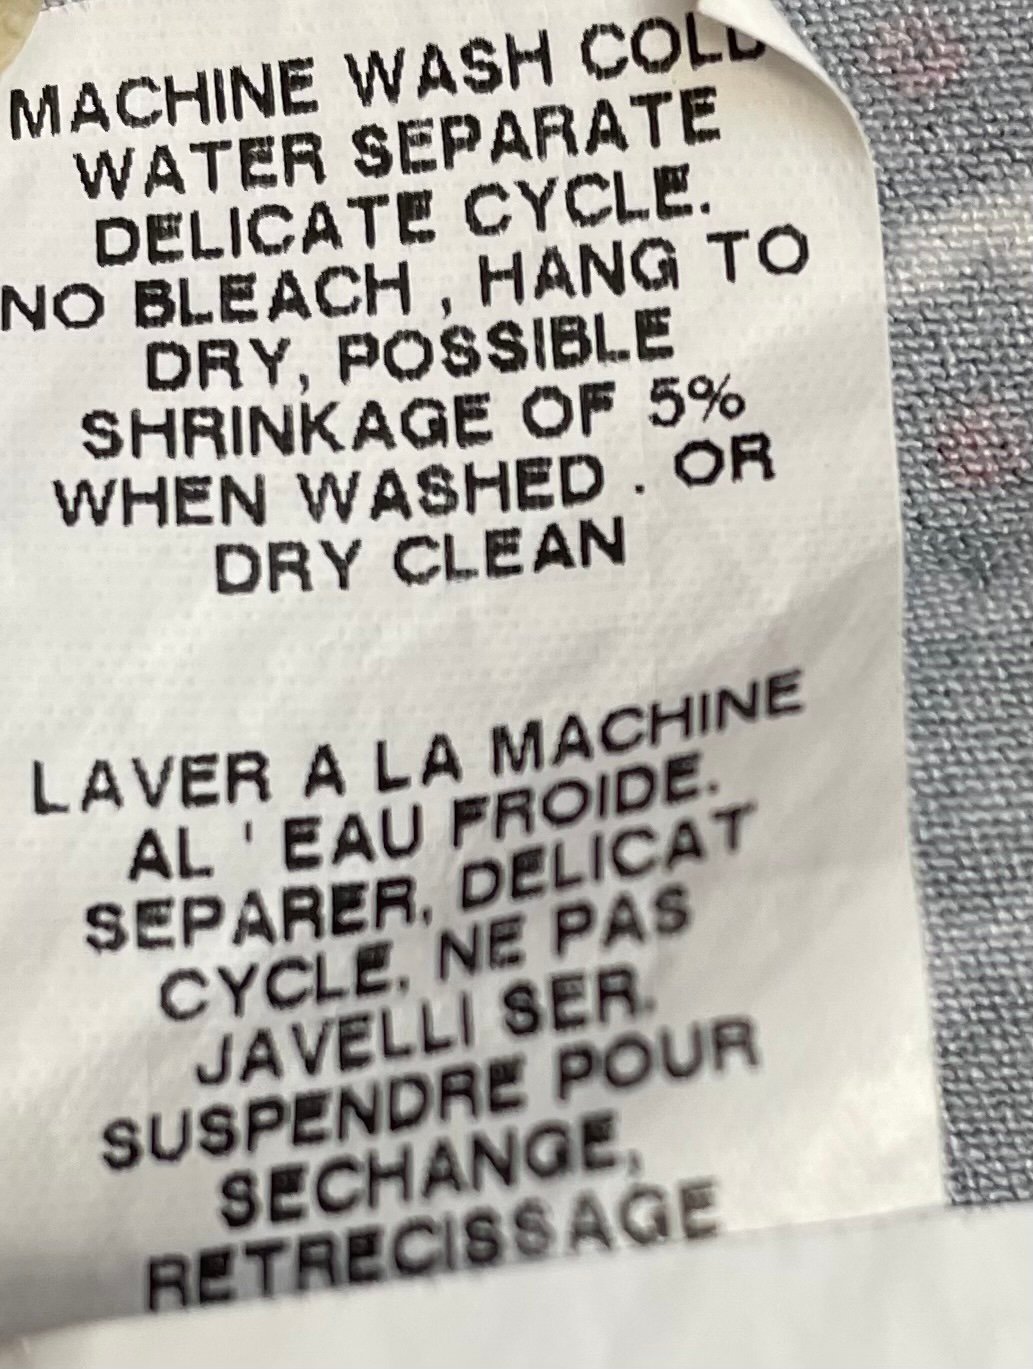 MACHINE WASH COLD
WATER SEPARATE
DELICATE CYCLE.
NO BLEACH , HANG TO
DRY, POSSIBLE
SHRINKAGE OF 5%
WHEN WASHED . OR
DRY CLEAN
LAVER A LA MACHINE
AL ' EAU FROIDE.
SEPARER, DELICAT
CYCLE, NE PAS
JAVELLI SER.
SUSPENDRE POUR
SECHANGE,
RETRECISSAGE